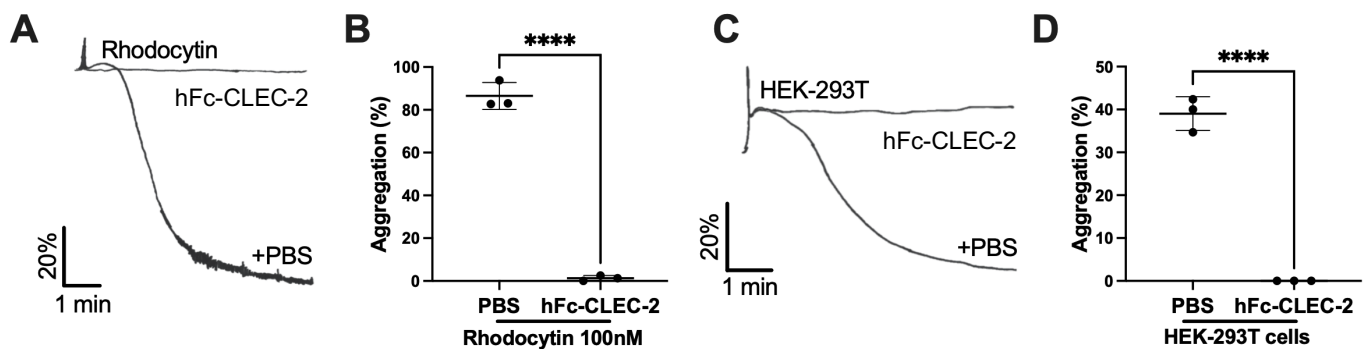 A
Rhodocytin
hFc-CLEC-2
+PBS
20%
1 min
B
****
Aggregation (%)
100
80
60
40
20
0
PBS
hFc-CLEC-2
Rhodocytin 100nM
C
HEK-293T
hFc-CLEC-2
+PBS
20%
1 min
D
****
Aggregation (%)
50
40
30
20
10
0
PBS
hFc-CLEC-2
HEK-293T cells